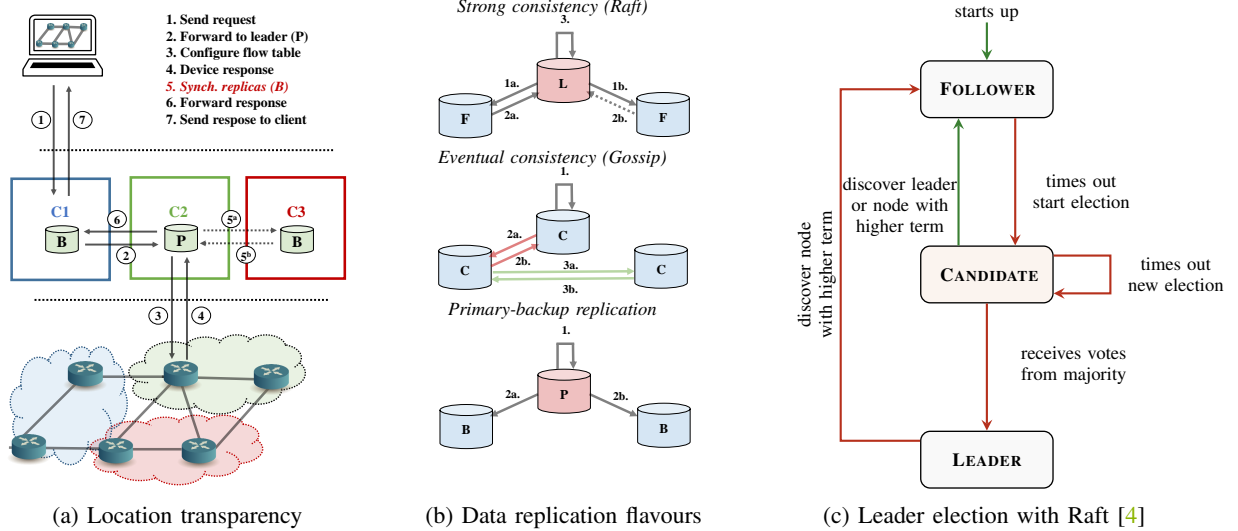 1. Send request
2. Forward to leader (P)
3. Configure flow table
4. Device response
5. Synch. replicas (B)
6. Forward response
7. Send respose to client
1
7
C1
C2
C3
B
P
B
6
2
5a
5b
3
4
(a) Location transparency
Strong consistency (Raft)
3.
L
1a.
1b.
2a.
2b.
F
F
Eventual consistency (Gossip)
1.
C
2a.
2b.
C
C
3a.
3b.
Primary-backup replication
1.
P
2a.
2b.
B
B
(b) Data replication flavours
starts up
FOLLOWER
discover node
with higher term
discover leader
or node with
higher term
times out
start election
CANDIDATE
times out
new election
receives votes
from majority
LEADER
(c) Leader election with Raft [4]